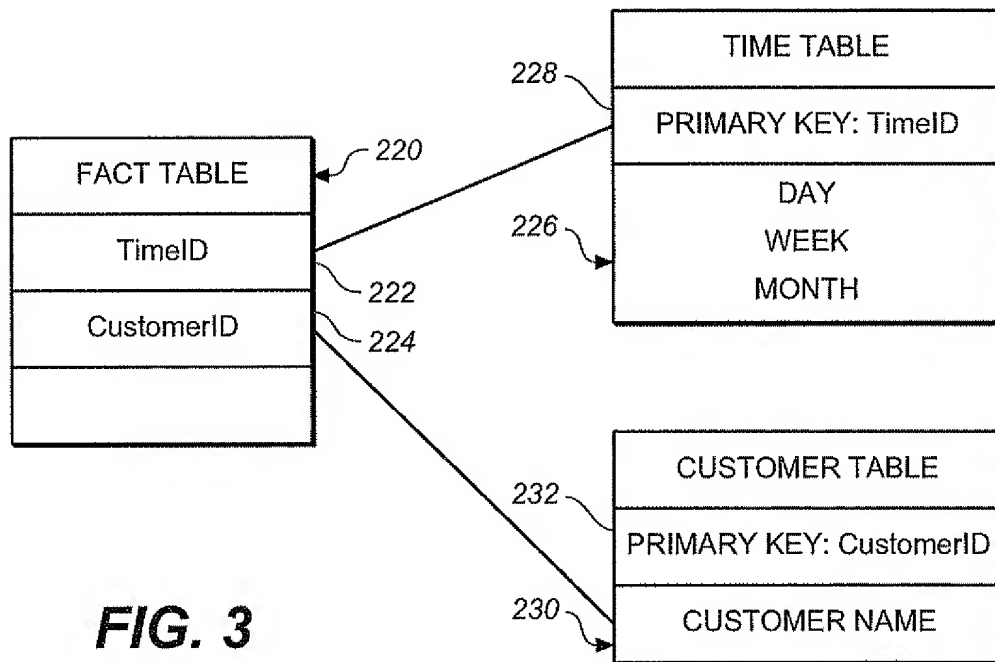 FACT TABLE
220
TimeID
222
CustomerID
224
TIME TABLE
228
PRIMARY KEY: TimeID
DAY
226
WEEK
MONTH
CUSTOMER TABLE
232
PRIMARY KEY: CustomerID
230
CUSTOMER NAME
FIG. 3